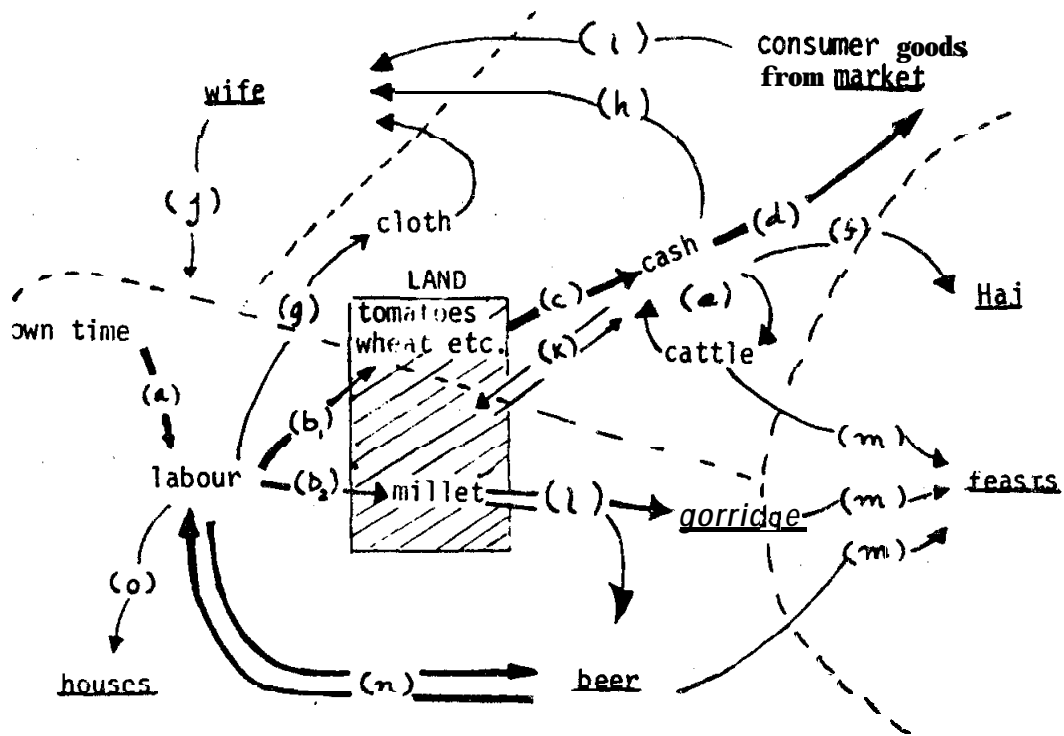 (i)
consumer goods
from market
wife
(h)
(j)
cloth
(d)
(f)
cash
LAND
(g)
(c)
(e)
Haj
tomatoes
wheat etc.
own time
(k)
cattle
(a)
(b₁)
(m)
labour
(b₂)
millet
(l)
gorridge
(m)
feasts
(m)
(o)
houses
(n)
beer